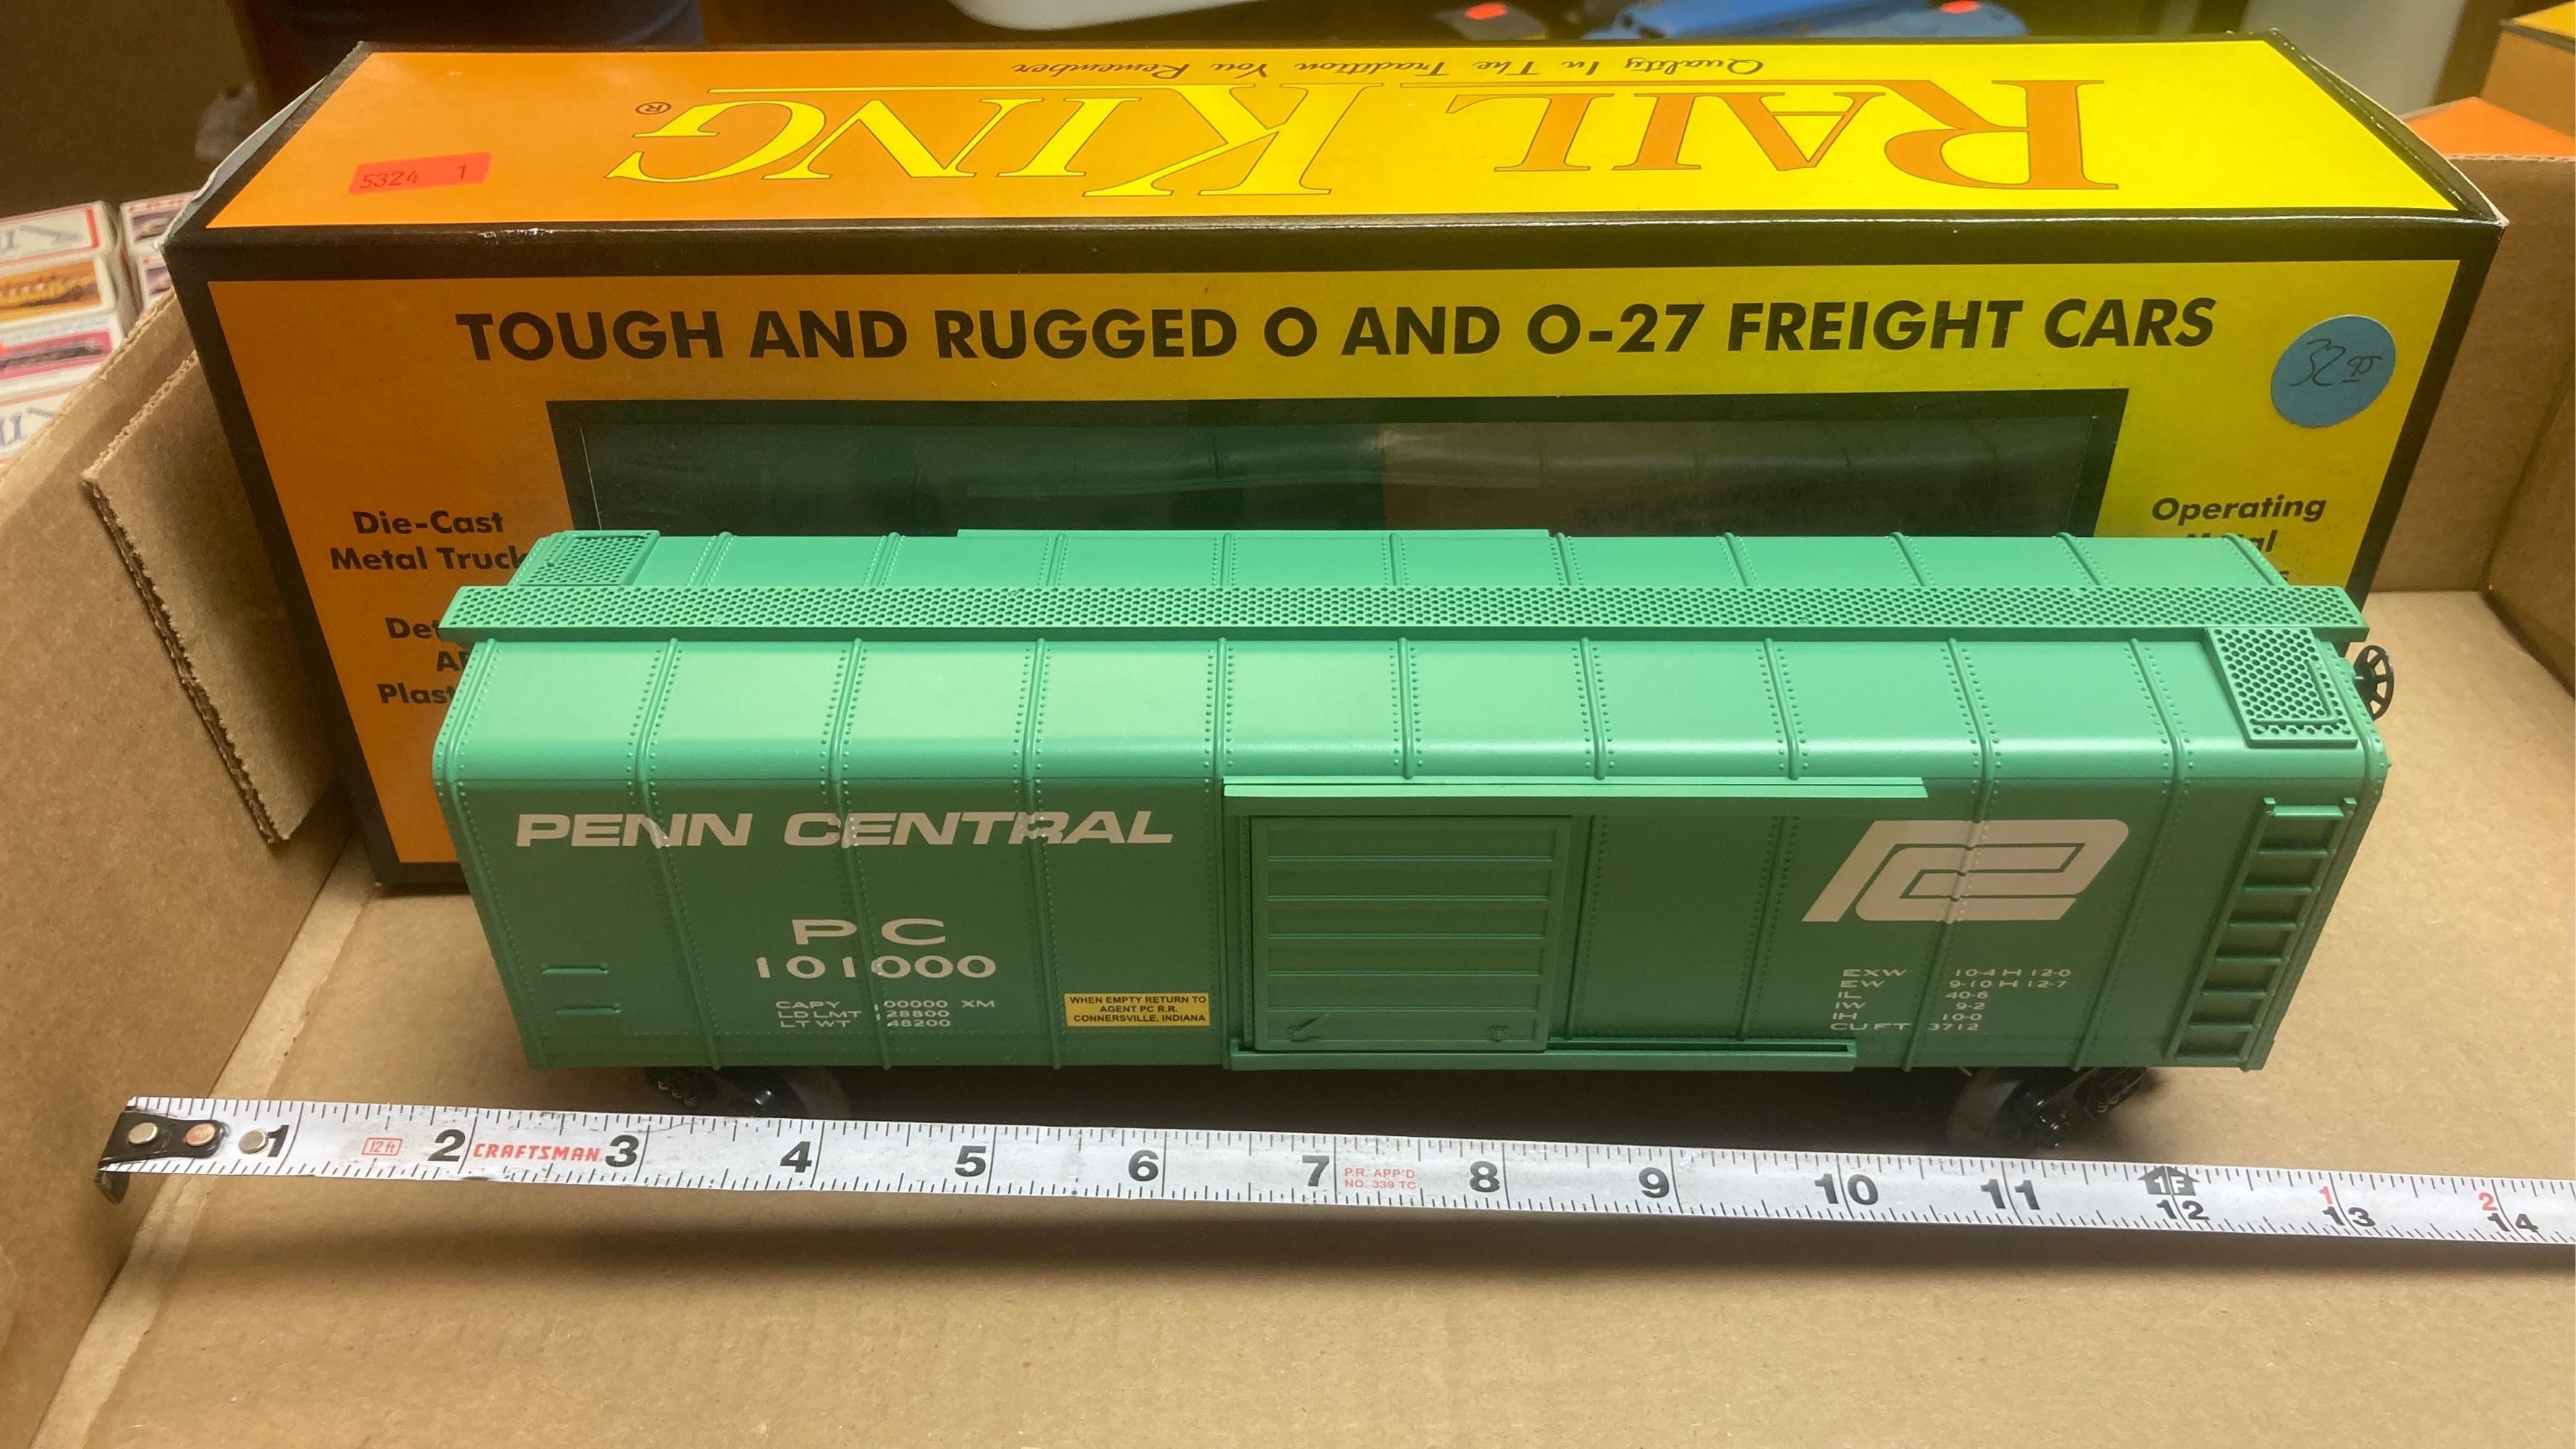 Quality In The Tradition You Remember
RAIL KING®
5324 1
TOUGH AND RUGGED O AND O-27 FREIGHT CARS
32
Die-Cast
Metal Truck
Operating
PENN CENTRAL
PC
101000
CAPY 00000 XM
LD LMT 28800
LT WT 48200
WHEN EMPTY RETURN TO
AGENT PC R.R.
CONNERSVILLE, INDIANA
EXW 10-4 H 12-0
EW 9-10 H 12-7
IL 40-6
IW 9-2
IH 10-0
CU FT 3712
1 12 ft 2 CRAFTSMAN 3 4 5 6 7 P.R. APP'D 8 9 10 11 1F 12 1 13 2 14
NO. 339 TC